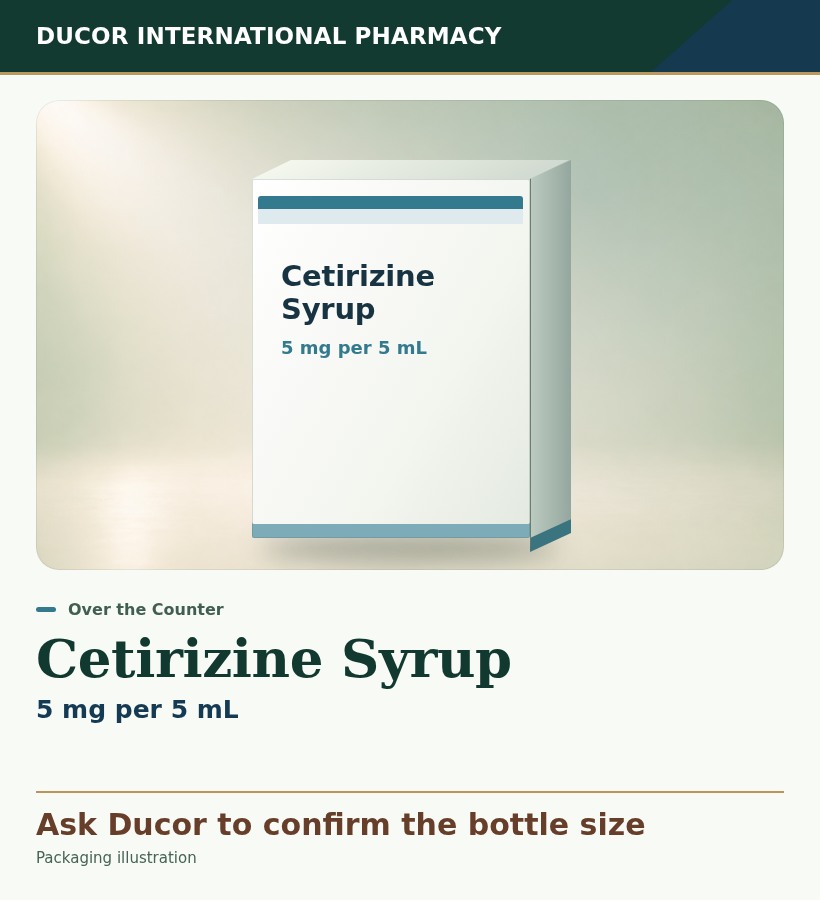 DUCOR INTERNATIONAL PHARMACY
Cetirizine
Syrup
5 mg per 5 mL
Over the Counter
Cetirizine Syrup
5 mg per 5 mL
Ask Ducor to confirm the bottle size
Packaging illustration